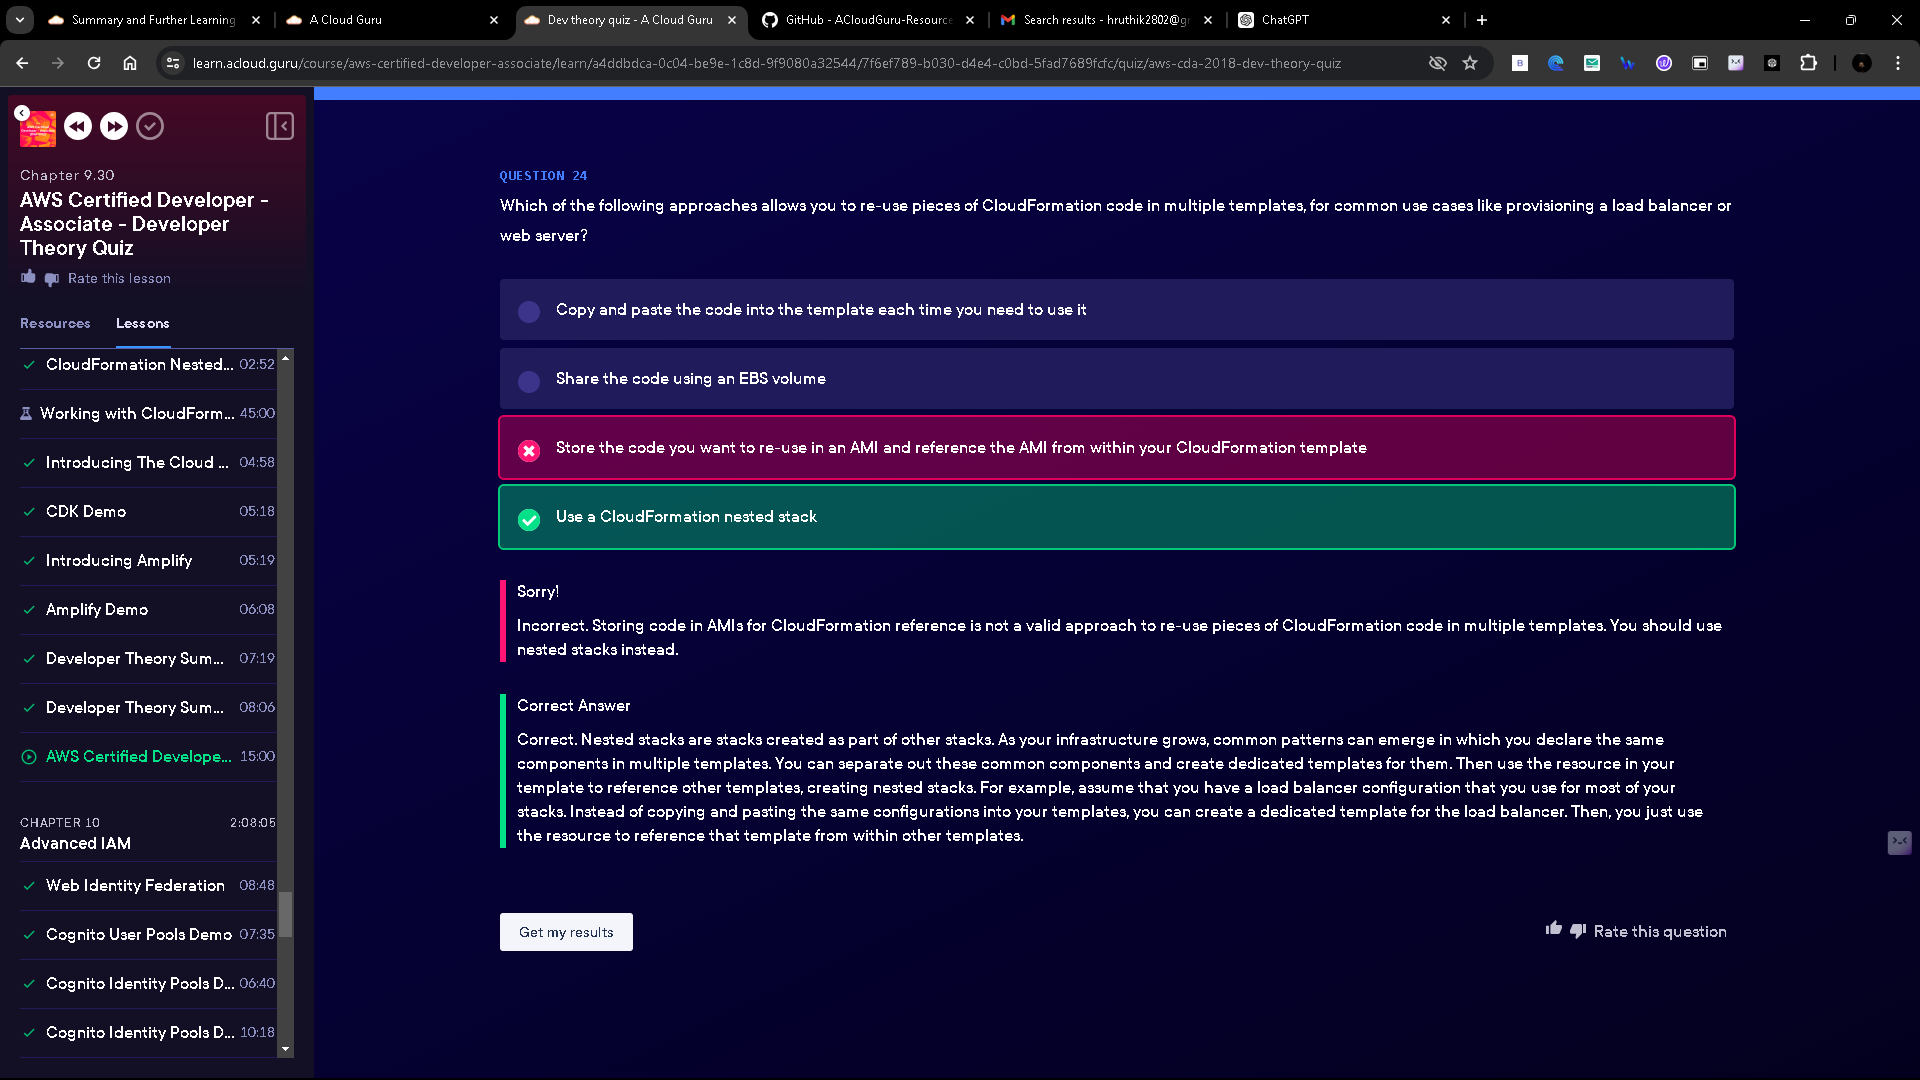 Summary and Further Learning
A Cloud Guru
Dev theory quiz - A Cloud Guru
GitHub - ACloudGuru-Resource
Search results - hruthik2802@gr
ChatGPT
learn.acloud.guru/course/aws-certified-developer-associate/learn/a4ddbdca-0c04-be9e-1c8d-9f9080a32544/7f6ef789-b030-d4e4-c0bd-5fad7689fcfc/quiz/aws-cda-2018-dev-theory-quiz
Chapter 9.30
AWS Certified Developer -
Associate - Developer
Theory Quiz
Rate this lesson
Resources
Lessons
CloudFormation Nested... 02:52
Working with CloudForm... 45:00
Introducing The Cloud ... 04:58
CDK Demo 05:18
Introducing Amplify 05:19
Amplify Demo 06:08
Developer Theory Sum... 07:19
Developer Theory Sum... 08:06
AWS Certified Develope... 15:00
CHAPTER 10 2:08:05
Advanced IAM
Web Identity Federation 08:48
Cognito User Pools Demo 07:35
Cognito Identity Pools D... 06:40
Cognito Identity Pools D... 10:18
QUESTION 24
Which of the following approaches allows you to re-use pieces of CloudFormation code in multiple templates, for common use cases like provisioning a load balancer or
web server?
Copy and paste the code into the template each time you need to use it
Share the code using an EBS volume
Store the code you want to re-use in an AMI and reference the AMI from within your CloudFormation template
Use a CloudFormation nested stack
Sorry!
Incorrect. Storing code in AMIs for CloudFormation reference is not a valid approach to re-use pieces of CloudFormation code in multiple templates. You should use
nested stacks instead.
Correct Answer
Correct. Nested stacks are stacks created as part of other stacks. As your infrastructure grows, common patterns can emerge in which you declare the same
components in multiple templates. You can separate out these common components and create dedicated templates for them. Then use the resource in your
template to reference other templates, creating nested stacks. For example, assume that you have a load balancer configuration that you use for most of your
stacks. Instead of copying and pasting the same configurations into your templates, you can create a dedicated template for the load balancer. Then, you just use
the resource to reference that template from within other templates.
Get my results
Rate this question